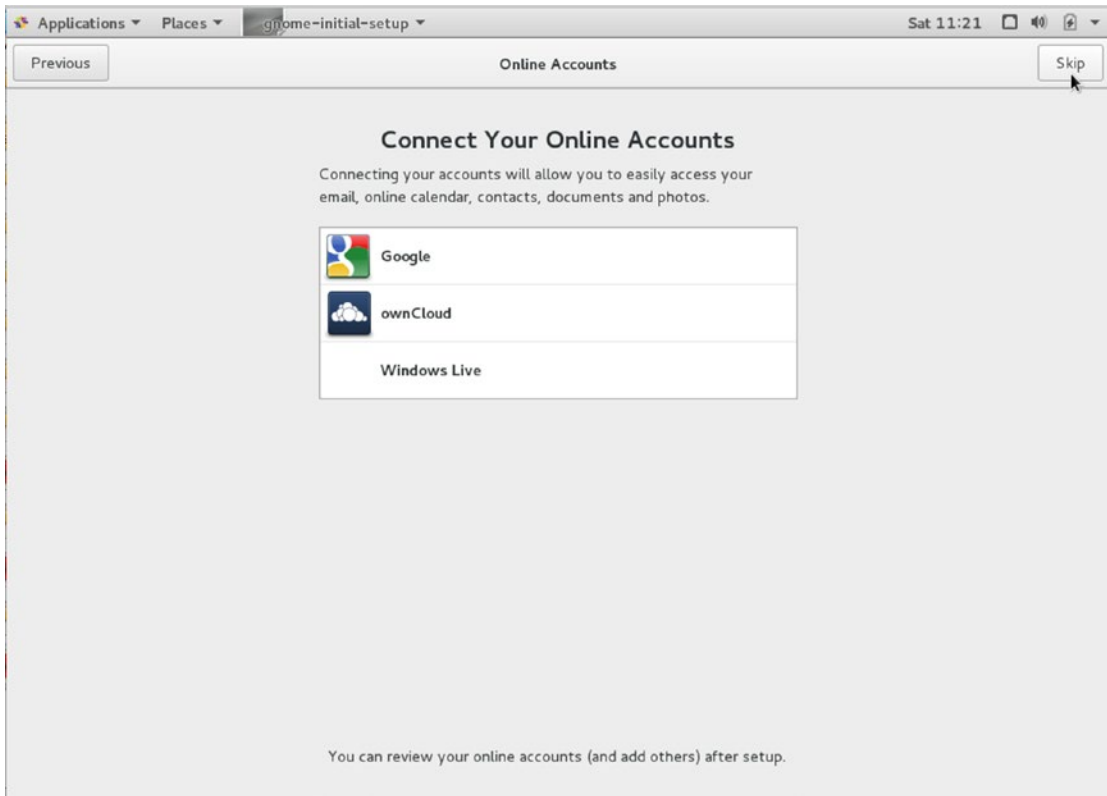 Applications Places gnome-initial-setup Sat 11:21
Previous Online Accounts Skip
Connect Your Online Accounts
Connecting your accounts will allow you to easily access your
email, online calendar, contacts, documents and photos.
Google
ownCloud
Windows Live
You can review your online accounts (and add others) after setup.